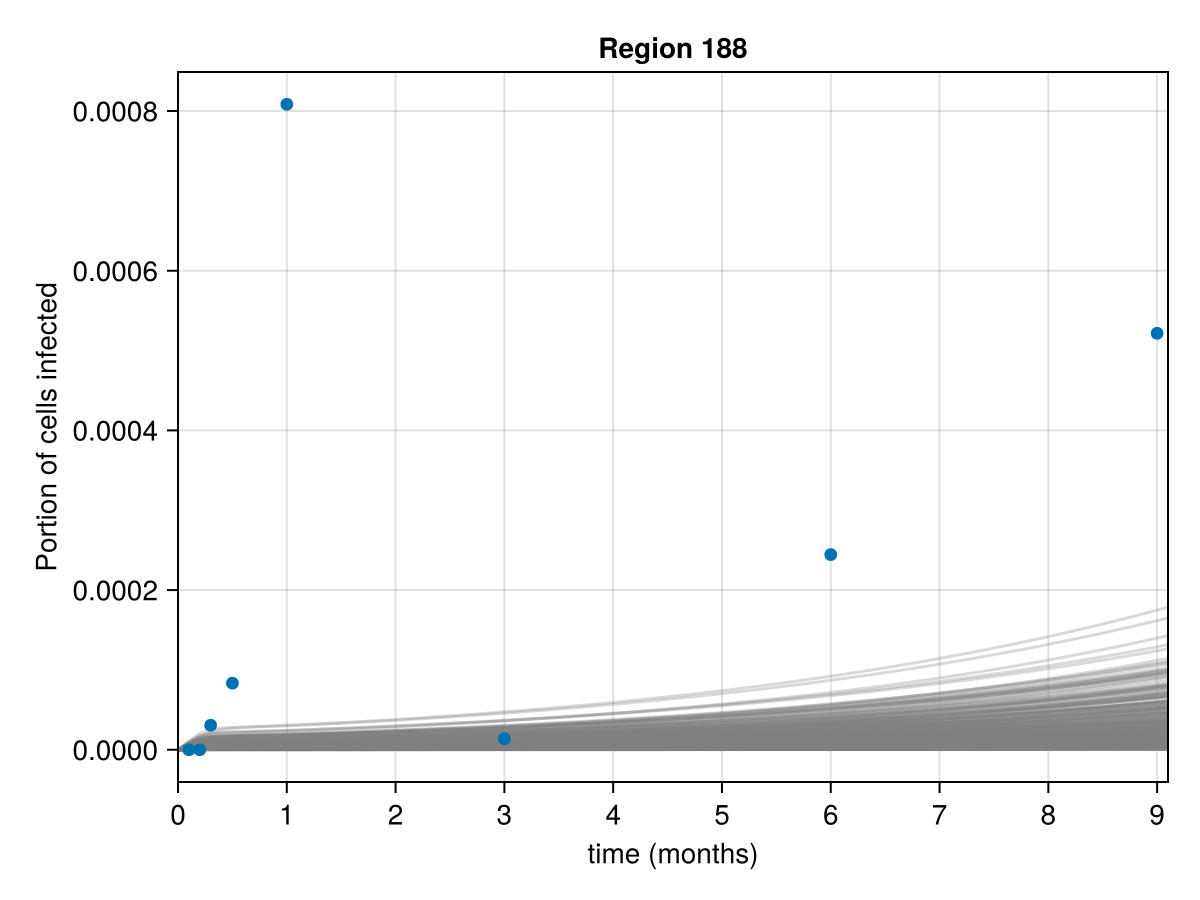 Region 188
0.0008
0.0006
0.0004
0.0002
0.0000
Portion of cells infected
0 1 2 3 4 5 6 7 8 9
time (months)